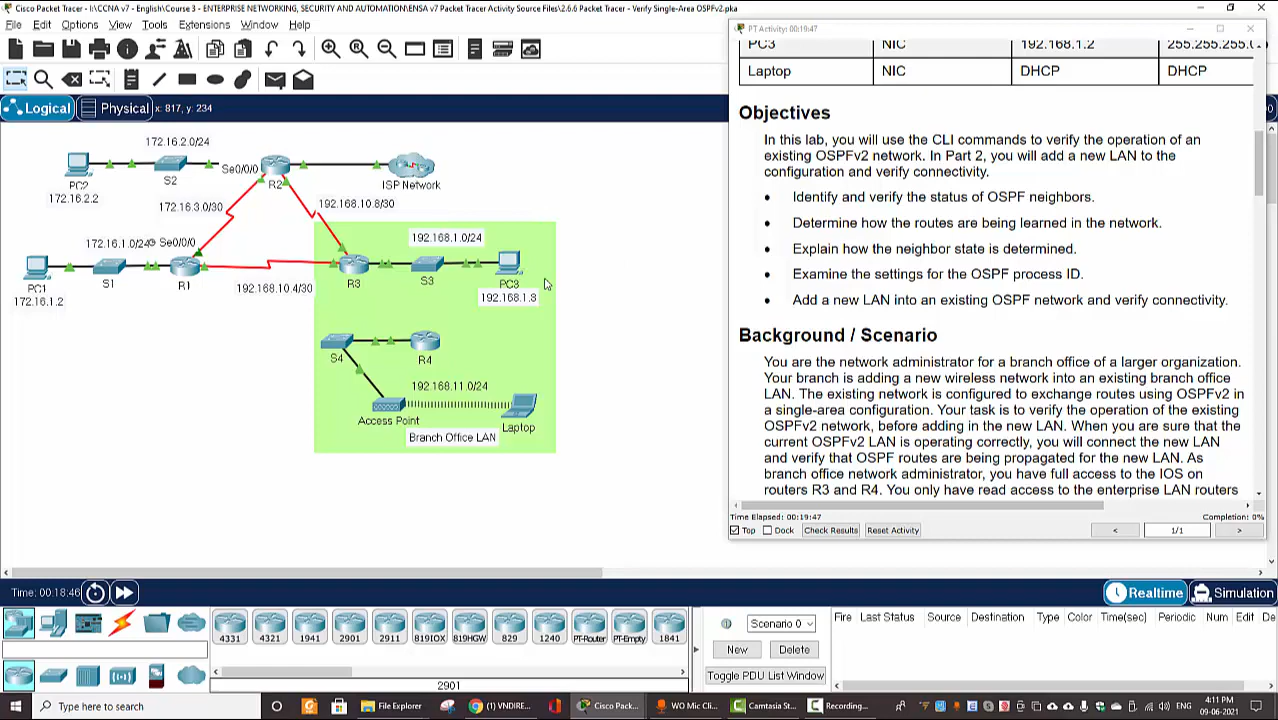 Cisco Packet Tracer - I:\CCNA v7 - English\Course 3 - ENTERPRISE NETWORKING, SECURITY AND AUTOMATION\ENSA v7 Packet Tracer Activity Source Files\2.6.6 Packet Tracer - Verify Single-Area OSPFv2.pka
File Edit Options View Tools Extensions Window Help
Logical Physical x: 817, y: 234
172.16.2.0/24
PC2
172.16.2.2
S2
Se0/0/0
R2
ISP Network
172.16.3.0/30
192.168.10.8/30
172.16.1.0/24
Se0/0/0
PC1
172.16.1.2
S1
R1
192.168.10.4/30
192.168.1.0/24
R3
S3
PC3
192.168.1.3
S4
R4
192.168.11.0/24
Access Point
Laptop
Branch Office LAN
PT Activity: 00:19:47
PC3 NIC 192.168.1.2 255.255.255.0
Laptop NIC DHCP DHCP
Objectives
In this lab, you will use the CLI commands to verify the operation of an
existing OSPFv2 network. In Part 2, you will add a new LAN to the
configuration and verify connectivity.
• Identify and verify the status of OSPF neighbors.
• Determine how the routes are being learned in the network.
• Explain how the neighbor state is determined.
• Examine the settings for the OSPF process ID.
• Add a new LAN into an existing OSPF network and verify connectivity.
Background / Scenario
You are the network administrator for a branch office of a larger organization.
Your branch is adding a new wireless network into an existing branch office
LAN. The existing network is configured to exchange routes using OSPFv2 in
a single-area configuration. Your task is to verify the operation of the existing
OSPFv2 network, before adding in the new LAN. When you are sure that the
current OSPFv2 LAN is operating correctly, you will connect the new LAN
and verify that OSPF routes are being propagated for the new LAN. As
branch office network administrator, you have full access to the IOS on
routers R3 and R4. You only have read access to the enterprise LAN routers
Time Elapsed: 00:19:47 Completion: 0%
Top Dock Check Results Reset Activity < 1/1 >
Time: 00:18:46 Realtime Simulation
4331 4321 1941 2901 2911 819IOX 819HGW 829 1240 PT-Router PT-Empty 1841
2901
Scenario 0
New Delete
Toggle PDU List Window
Fire Last Status Source Destination Type Color Time(sec) Periodic Num Edit De
Type here to search
File Explorer
(1) VNDIRE...
Cisco Pack...
WO Mic Cli...
Camtasia St...
Recording...
ENG
4:11 PM
09-06-2021